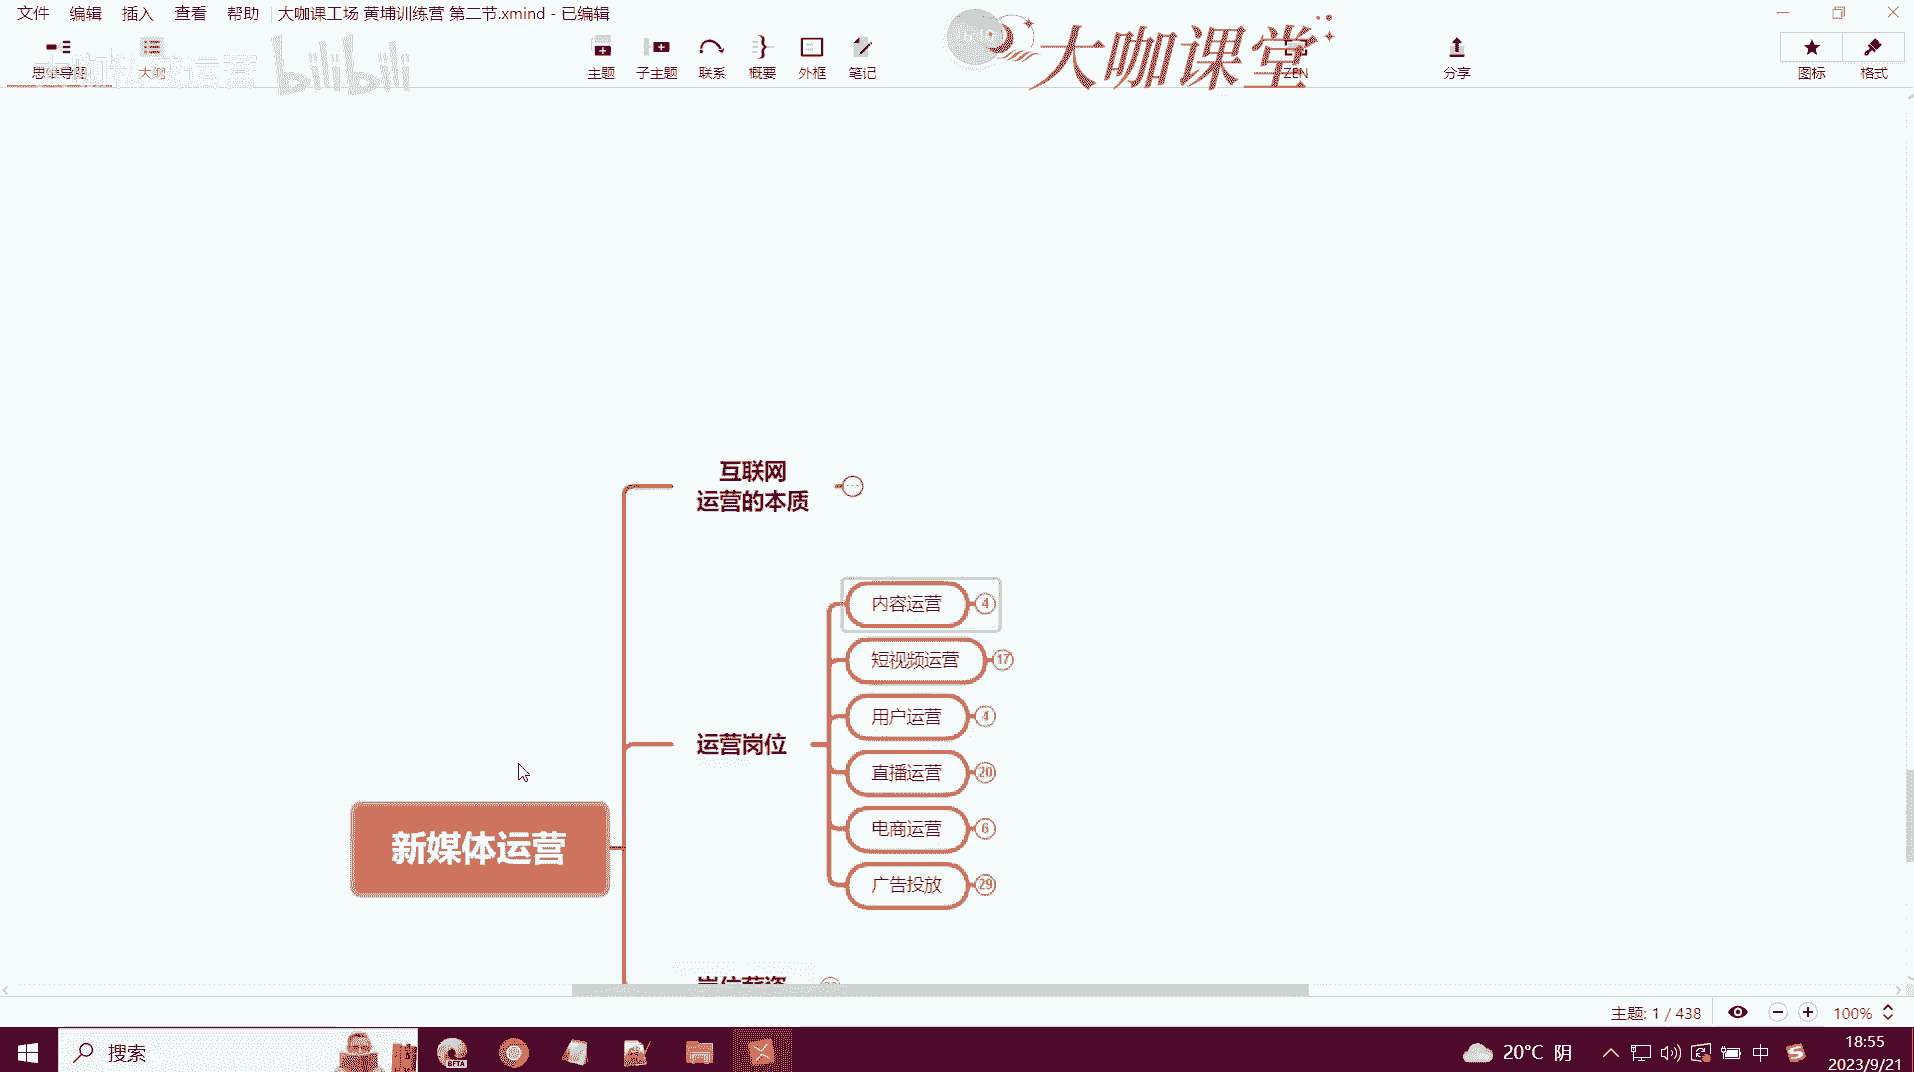 文件 编辑 插入 查看 帮助 大咖课工场 黄埔训练营 第二节.xmind - 已编辑
思维导图 大纲 主题 子主题 联系 概要 外框 笔记 ZEN 分享 图标 格式
bilibili
大咖课堂
互联网
运营的本质
内容运营 4
短视频运营 17
用户运营 4
运营岗位
直播运营 20
电商运营 6
新媒体运营
广告投放 29
岗位薪资
主题: 1 / 438 100%
搜索 BETA 20°C 阴 中 18:55
2023/9/21